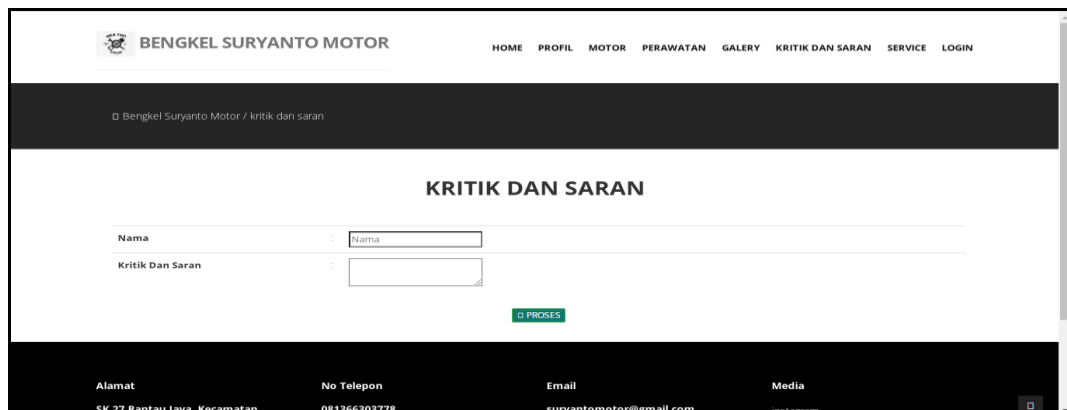 BENGKEL SURYANTO MOTOR
HOME PROFIL MOTOR PERAWATAN GALERY KRITIK DAN SARAN SERVICE LOGIN
Bengkel Suryanto Motor / kritik dan saran
KRITIK DAN SARAN
Nama : Nama
Kritik Dan Saran :
PROSES
Alamat No Telepon Email Media
SK 27 Rantau Jaya, Kecamatan 081366303778 suryantomotor@gmail.com instagram